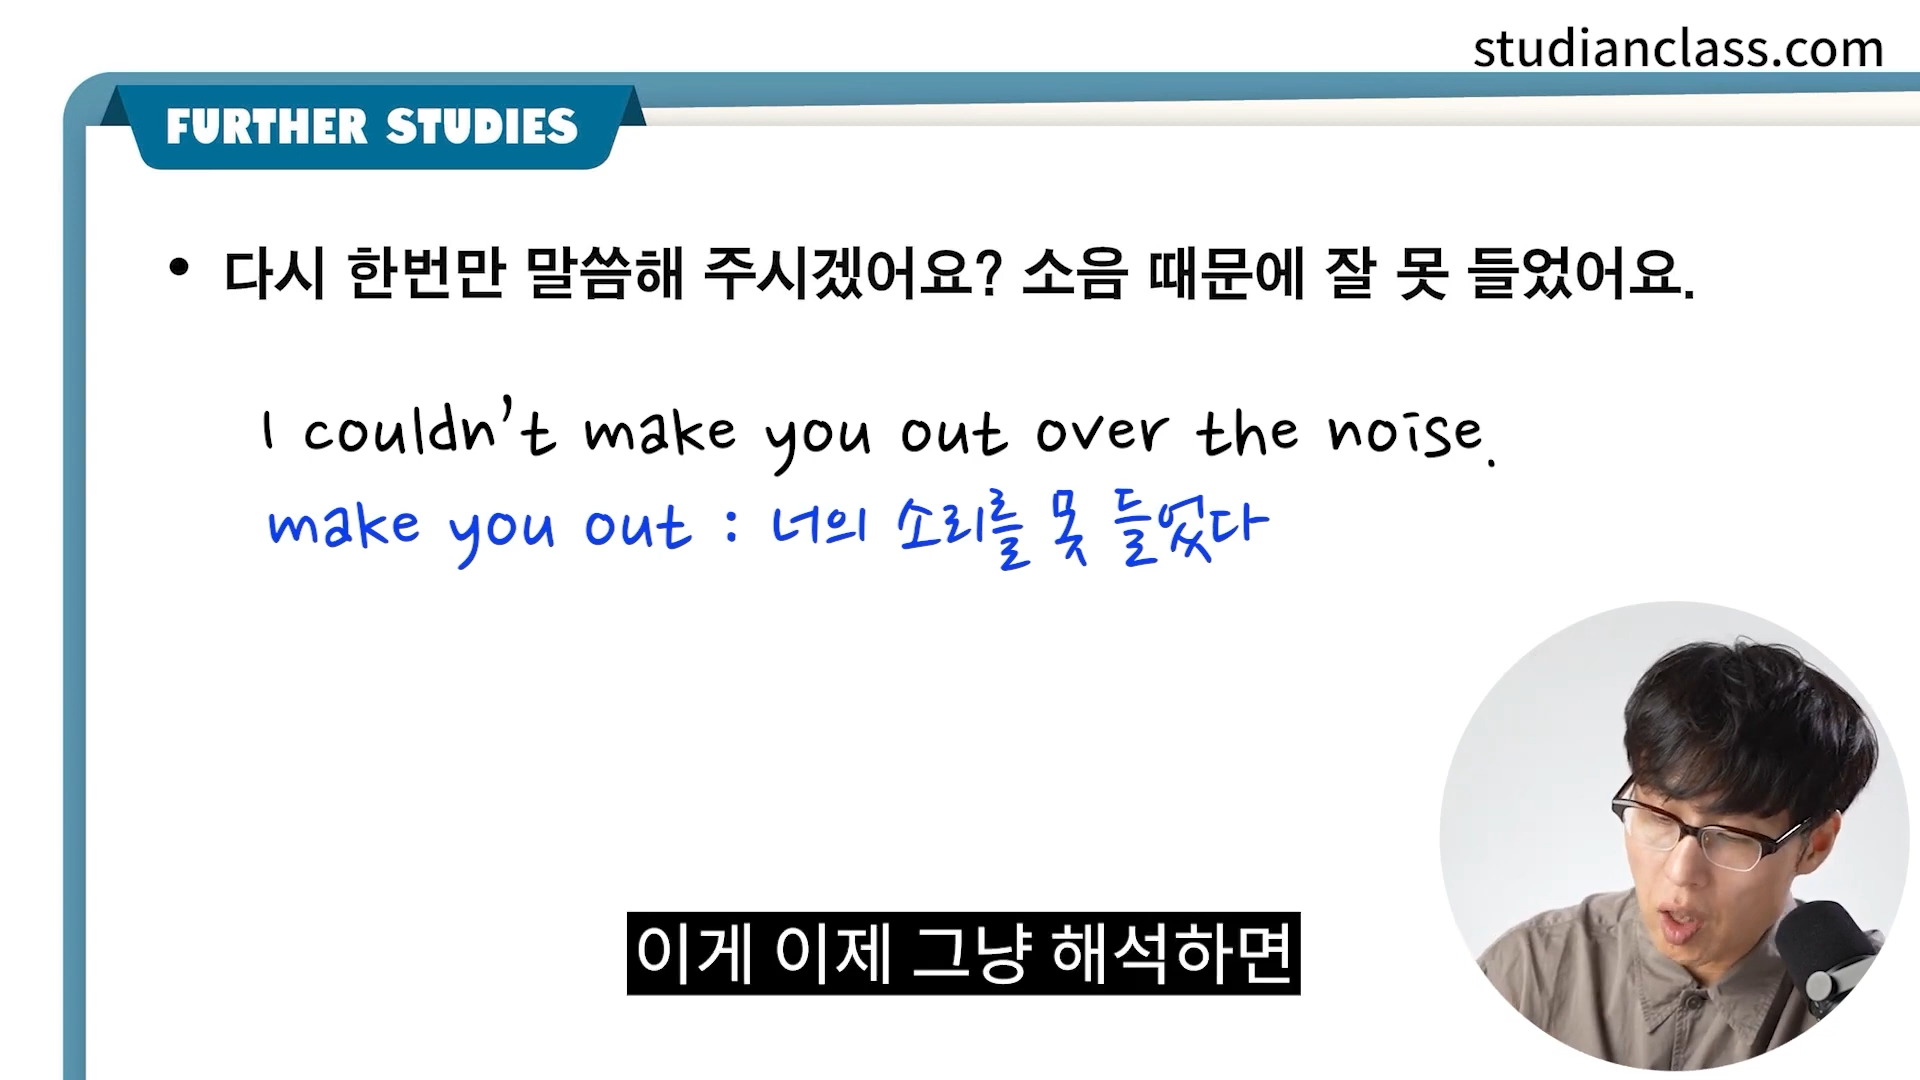 studianclass.com
FURTHER STUDIES
• 다시 한번만 말씀해 주시겠어요? 소음 때문에 잘 못 들었어요.
I couldn't make you out over the noise.
make you out : 너의 소리를 못 들었다
이게 이제 그냥 해석하면